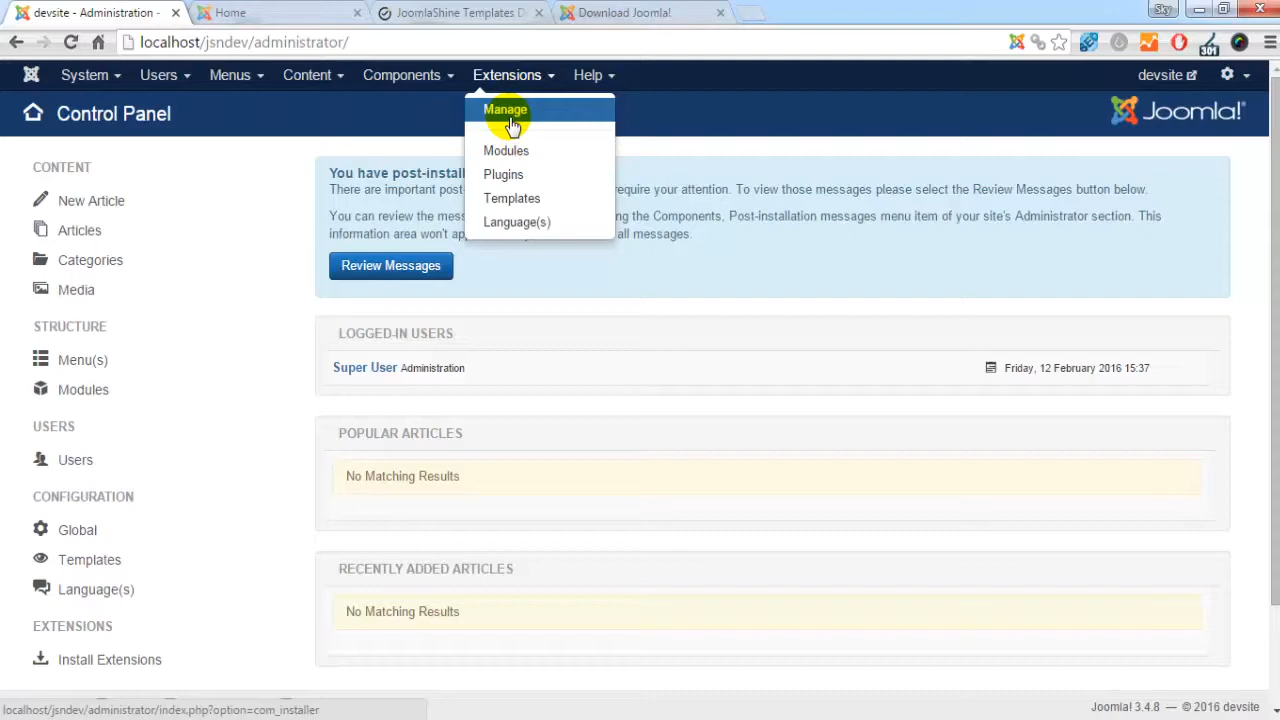 devsite - Administration -
Home
JoomlaShine Templates D
Download Joomla!
Sky
localhost/jsndev/administrator/
301
System
Users
Menus
Content
Components
Extensions
Help
devsite
Control Panel
Joomla!®
Manage
Modules
Plugins
Templates
Language(s)
CONTENT
New Article
Articles
Categories
Media
STRUCTURE
Menu(s)
Modules
USERS
Users
CONFIGURATION
Global
Templates
Language(s)
EXTENSIONS
Install Extensions
You have post-install
There are important post- require your attention. To view those messages please select the Review Messages button below.
You can review the mess ng the Components, Post-installation messages menu item of your site's Administrator section. This
information area won't app all messages.
Review Messages
LOGGED-IN USERS
Super User Administration
Friday, 12 February 2016 15:37
POPULAR ARTICLES
No Matching Results
RECENTLY ADDED ARTICLES
No Matching Results
localhost/jsndev/administrator/index.php?option=com_installer
Joomla! 3.4.8 — © 2016 devsite